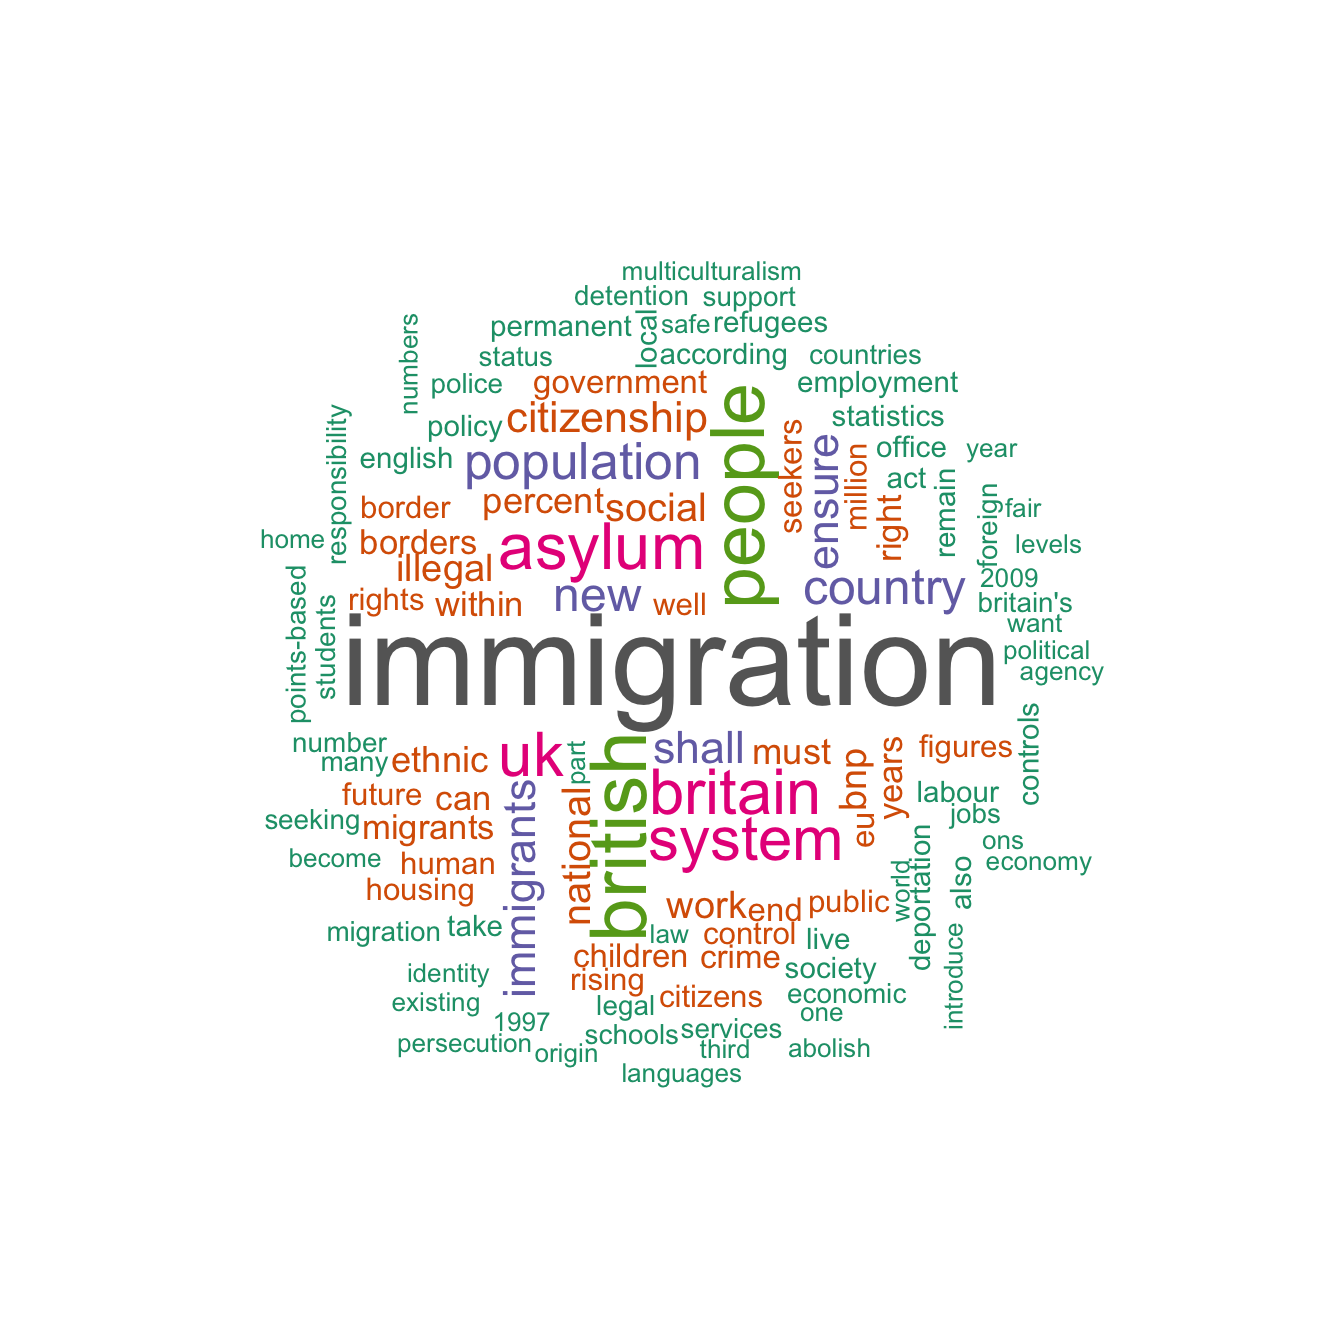 multiculturalism
detention support
permanent local safe refugees
numbers status according countries
police government employment
policy citizenship people statistics
responsibility english population seekers ensure million office year
border percent social right act remain foreign fair
home borders asylum levels
illegal 2009
points-based students rights within new well country britain's
want
immigration
political
agency
number ethnic uk part british shall must bnp years figures controls
many
future can immigrants national britain labour
seeking migrants system eu jobs
become human ons
housing world deportation also economy
migration take work end public
law control live introduce
identity children crime society
existing rising citizens economic
1997 legal one
persecution origin schools services
third abolish
languages